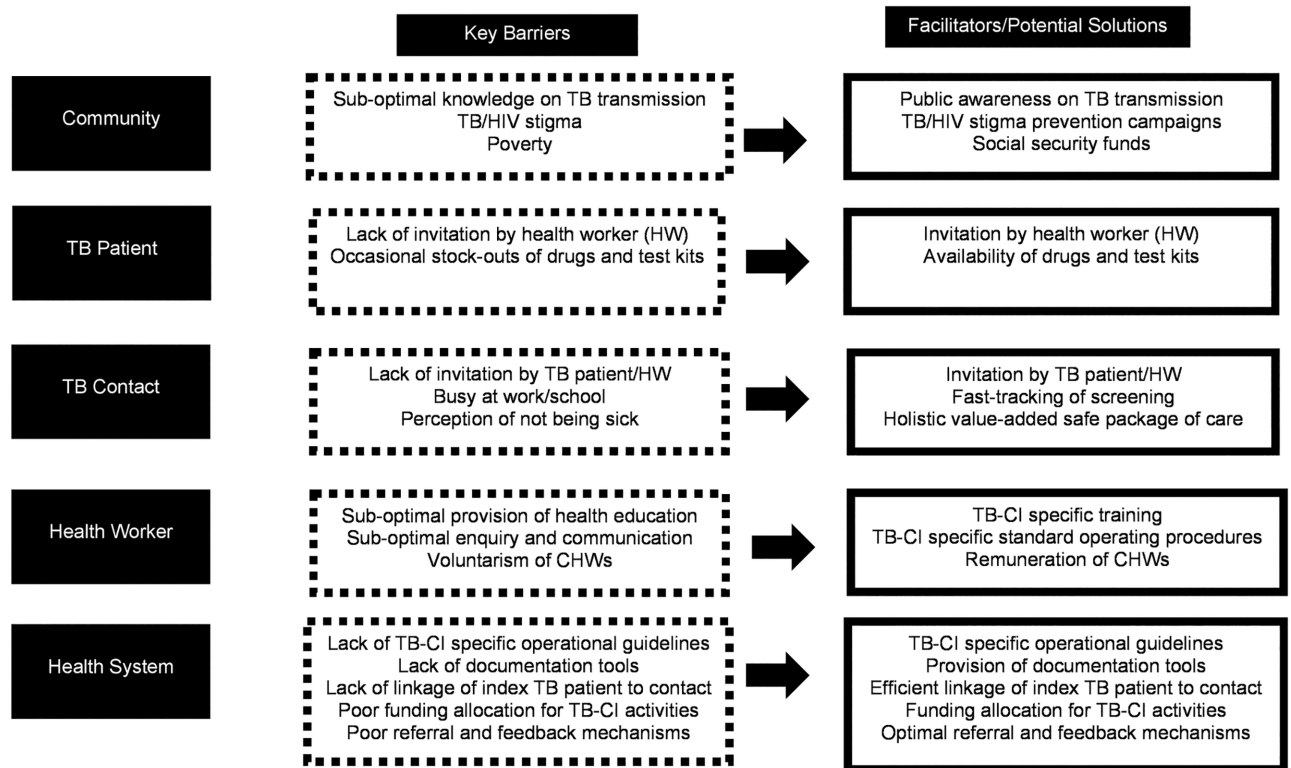 Key Barriers
Facilitators/Potential Solutions
Community
Sub-optimal knowledge on TB transmission
TB/HIV stigma
Poverty
Public awareness on TB transmission
TB/HIV stigma prevention campaigns
Social security funds
TB Patient
Lack of invitation by health worker (HW)
Occasional stock-outs of drugs and test kits
Invitation by health worker (HW)
Availability of drugs and test kits
TB Contact
Lack of invitation by TB patient/HW
Busy at work/school
Perception of not being sick
Invitation by TB patient/HW
Fast-tracking of screening
Holistic value-added safe package of care
Health Worker
Sub-optimal provision of health education
Sub-optimal enquiry and communication
Voluntarism of CHWs
TB-CI specific training
TB-CI specific standard operating procedures
Remuneration of CHWs
Health System
Lack of TB-CI specific operational guidelines
Lack of documentation tools
Lack of linkage of index TB patient to contact
Poor funding allocation for TB-CI activities
Poor referral and feedback mechanisms
TB-CI specific operational guidelines
Provision of documentation tools
Efficient linkage of index TB patient to contact
Funding allocation for TB-CI activities
Optimal referral and feedback mechanisms